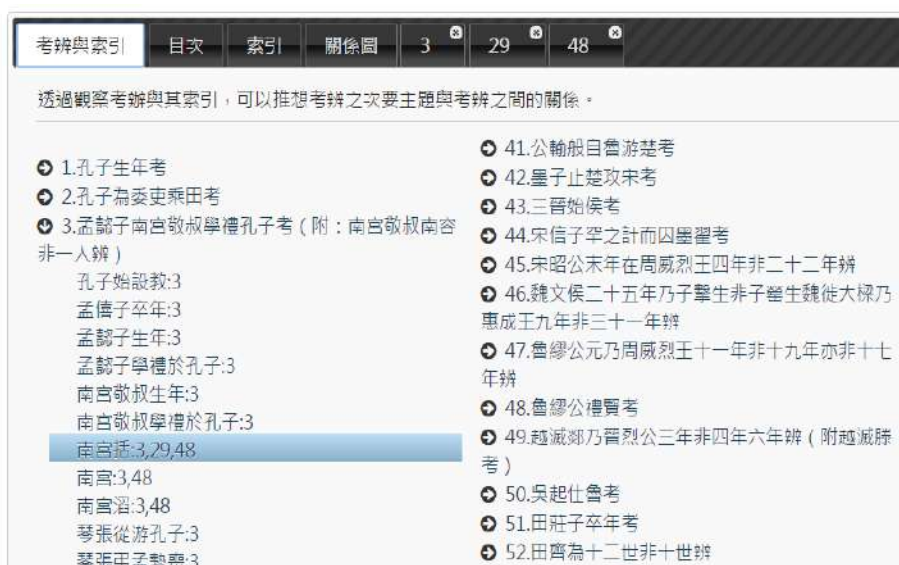 考辨與索引 目次 索引 關係圖 3 29 48
透過觀察考辦與其索引，可以推想考辨之次要主題與考辨之間的關係。
1.孔子生年考
2.孔子為委吏乘田考
3.孟懿子南宮敬叔學禮孔子考（附：南宮敬叔南容
非一人辨）
孔子始設教:3
孟僖子卒年:3
孟懿子生年:3
孟懿子學禮於孔子:3
南宮敬叔生年:3
南宮敬叔學禮於孔子:3
南宮括:3,29,48
南宮:3,48
南宮滔:3,48
琴張從游孔子:3
41.公輸般自魯游楚考
42.墨子止楚攻宋考
43.三晉始侯考
44.宋信子罕之計而囚墨翟考
45.宋昭公末年在周威烈王四年非二十二年辨
46.魏文侯二十五年乃子擊生非子罃生魏徙大樑乃
惠成王九年非三十一年辨
47.魯繆公元乃周威烈王十一年非十九年亦非十七
年辨
48.魯繆公禮賢考
49.越滅郯乃晉烈公三年非四年六年辨（附越滅滕
考）
50.吳起仕魯考
51.田莊子卒年考
52.田齊為十二世非十世辨